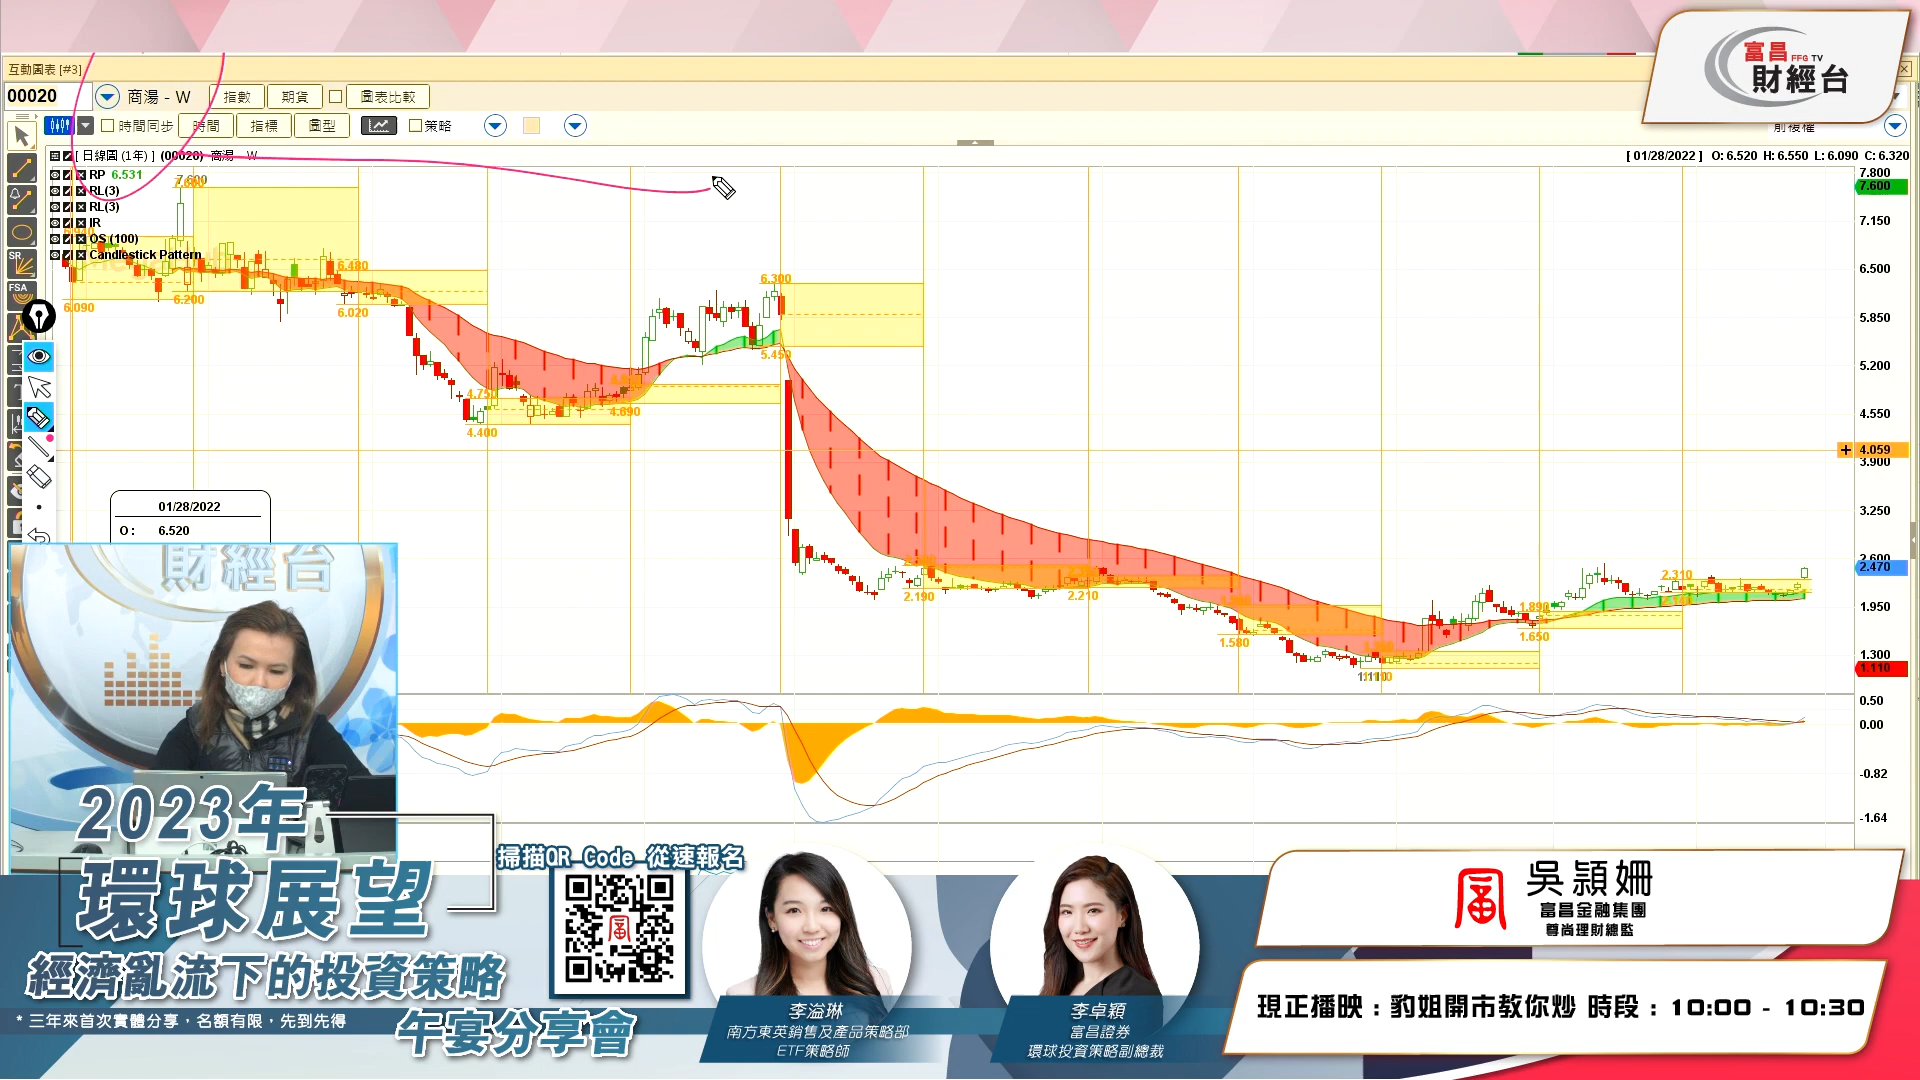 富昌 FFG TV
財經台
互動圖表 [#3]
00020
商湯 - W
指數
期貨
圖表比較
時間同步
時間
指標
圖型
策略
前復權
[ 日線圖 (1年) ] (00020) 商湯 - W
[ 01/28/2022 ] O: 6.520 H: 6.550 L: 6.090 C: 6.320
RP 6.531
RL(3)
RL(3)
IR
OS (100)
Candlestick Pattern
SR
FSA
7.600
6.090
6.200
6.480
6.020
4.400
4.690
6.300
5.450
2.190
2.210
1.580
1.890
1.650
2.310
7.800
7.600
7.150
6.500
5.850
5.200
4.550
4.059
3.900
3.250
2.600
2.470
1.950
1.300
1.110
0.50
0.00
-0.82
-1.64
01/28/2022
O : 6.520
財經台
2023年
環球展望
經濟亂流下的投資策略
午宴分享會
* 三年來首次實體分享，名額有限，先到先得
掃描QR Code 從速報名
李溢琳
南方東英銷售及產品策略部
ETF策略師
李卓穎
富昌證券
環球投資策略副總裁
吳潁姍
富昌金融集團
尊尚理財總監
現正播映：豹姐開市教你炒 時段：10:00 - 10:30